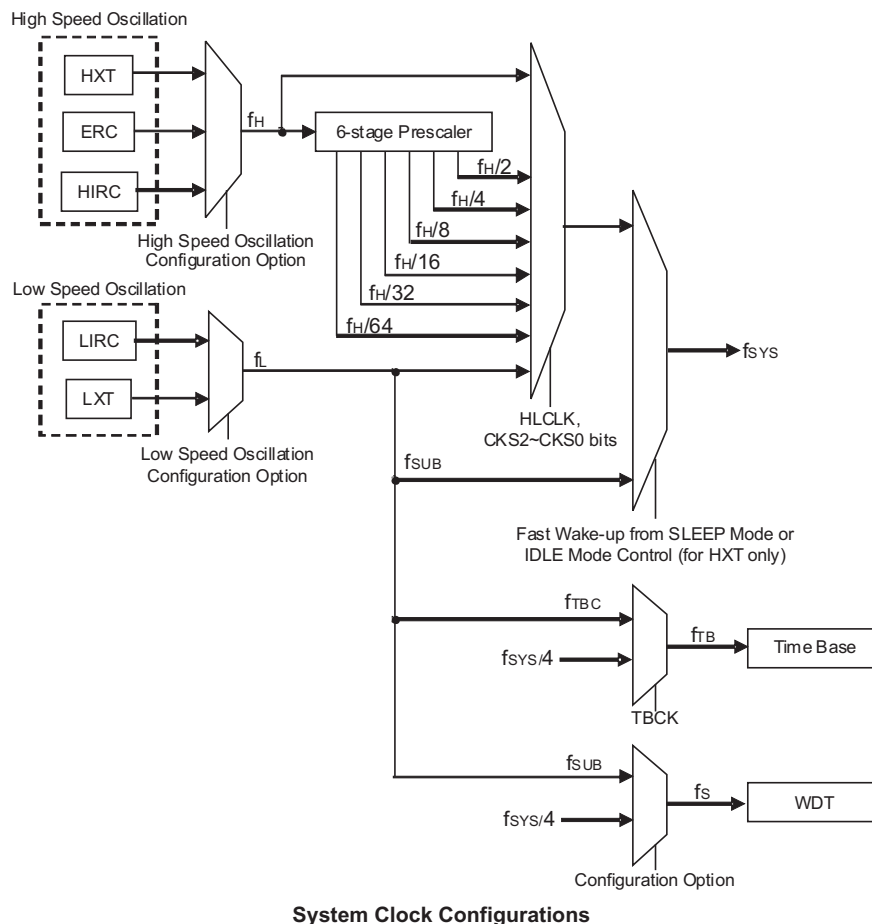 High Speed Oscillation
HXT
ERC
HIRC
fH
6-stage Prescaler
fH/2
fH/4
fH/8
fH/16
fH/32
fH/64
High Speed Oscillation
Configuration Option
Low Speed Oscillation
LIRC
LXT
fL
Low Speed Oscillation
Configuration Option
HLCLK,
CKS2~CKS0 bits
fSYS
fSUB
Fast Wake-up from SLEEP Mode or
IDLE Mode Control (for HXT only)
fTBC
fSYS/4
fTB
Time Base
TBCK
fSUB
fSYS/4
fS
WDT
Configuration Option
System Clock Configurations